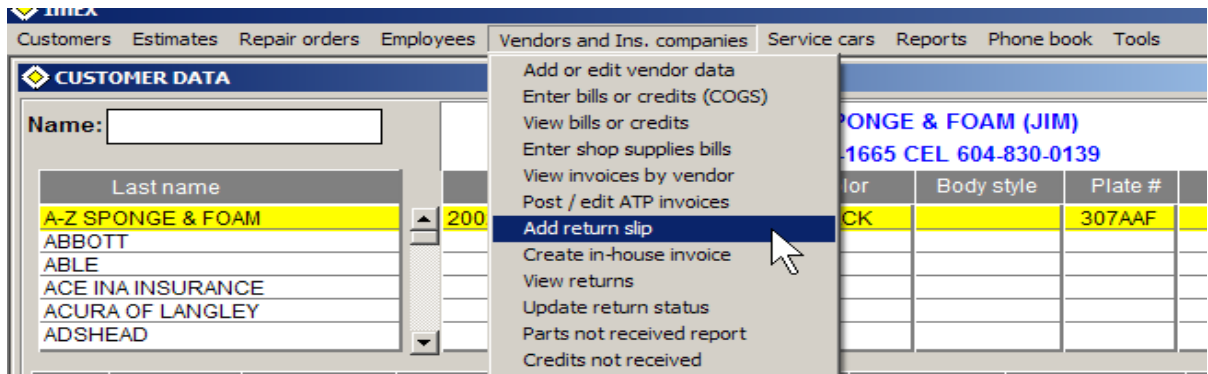 ImEX
Customers Estimates Repair orders Employees Vendors and Ins. companies Service cars Reports Phone book Tools
CUSTOMER DATA
Name:
PONGE & FOAM (JIM)
-1665 CEL 604-830-0139
Last name
lor Body style Plate #
A-Z SPONGE & FOAM 200 CK 307AAF
ABBOTT
ABLE
ACE INA INSURANCE
ACURA OF LANGLEY
ADSHEAD
Add or edit vendor data
Enter bills or credits (COGS)
View bills or credits
Enter shop supplies bills
View invoices by vendor
Post / edit ATP invoices
Add return slip
Create in-house invoice
View returns
Update return status
Parts not received report
Credits not received